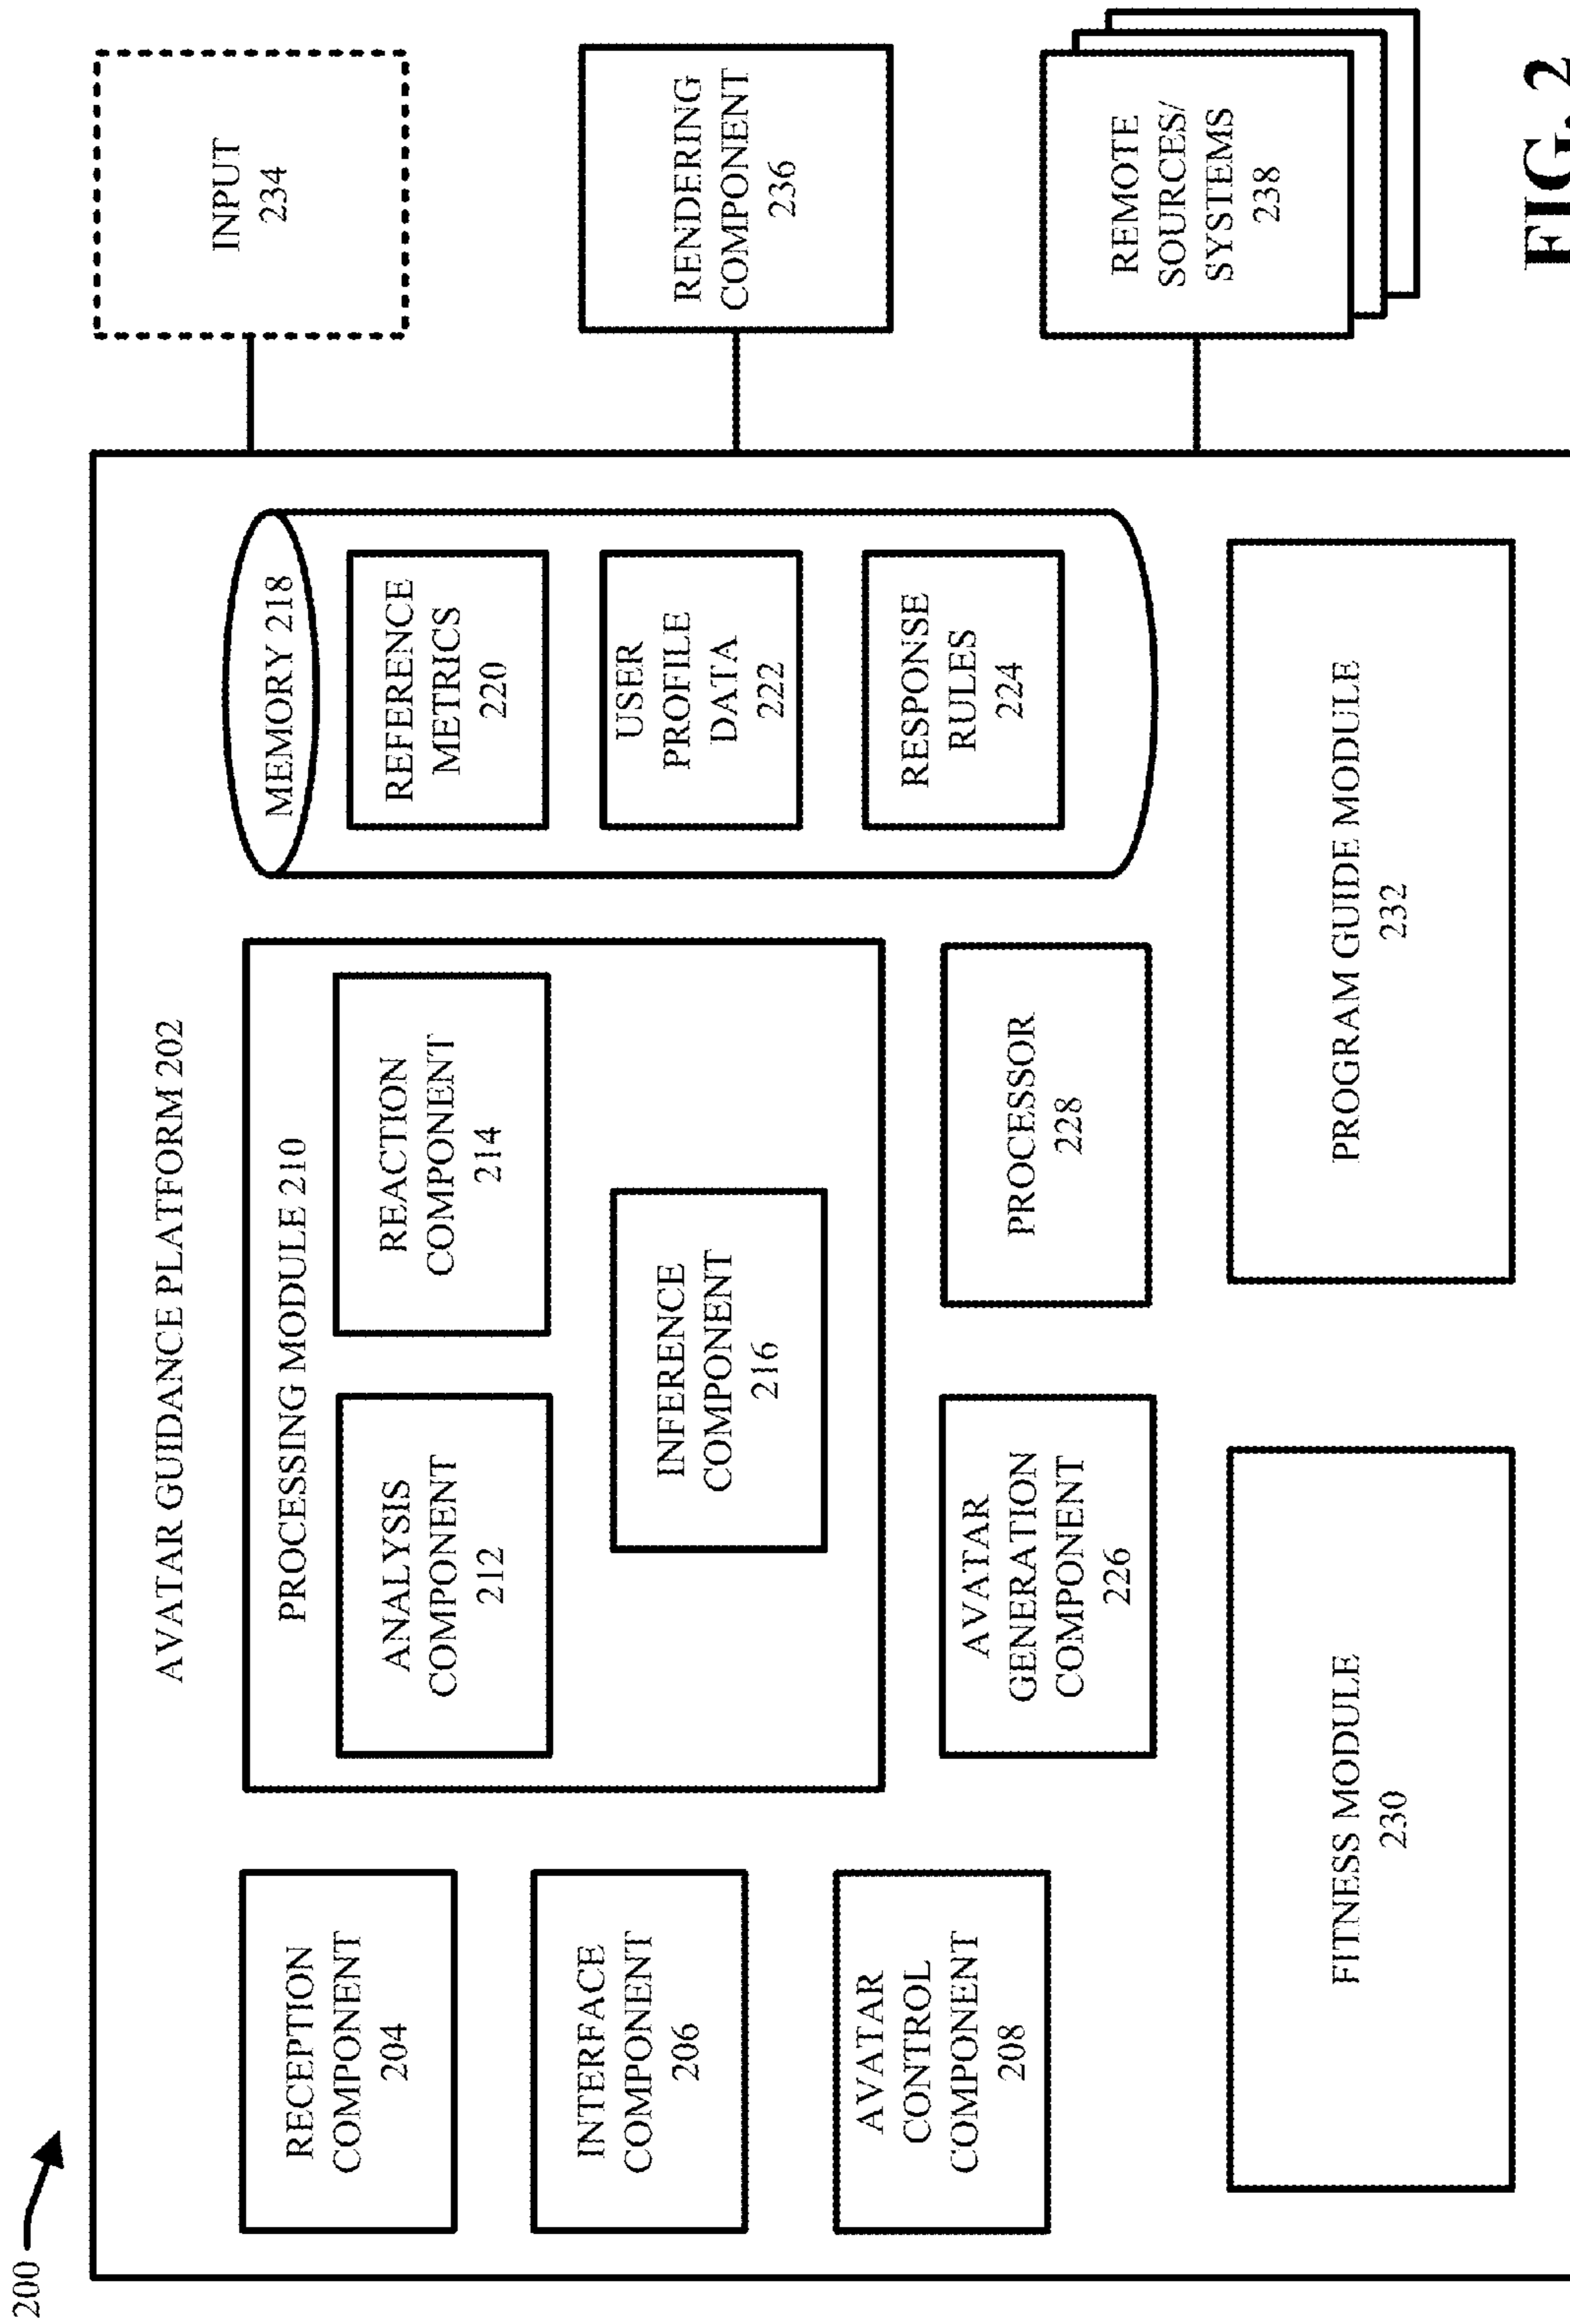 200
AVATAR GUIDANCE PLATFORM 202
RECEPTION
COMPONENT
204
INTERFACE
COMPONENT
206
AVATAR
CONTROL
COMPONENT
208
PROCESSING MODULE 210
ANALYSIS
COMPONENT
212
REACTION
COMPONENT
214
INFERENCE
COMPONENT
216
MEMORY 218
REFERENCE
METRICS
220
USER
PROFILE
DATA
222
RESPONSE
RULES
224
AVATAR
GENERATION
COMPONENT
226
PROCESSOR
228
FITNESS MODULE
230
PROGRAM GUIDE MODULE
232
INPUT
234
RENDERING
COMPONENT
236
REMOTE
SOURCES/
SYSTEMS
238
FIG. 2